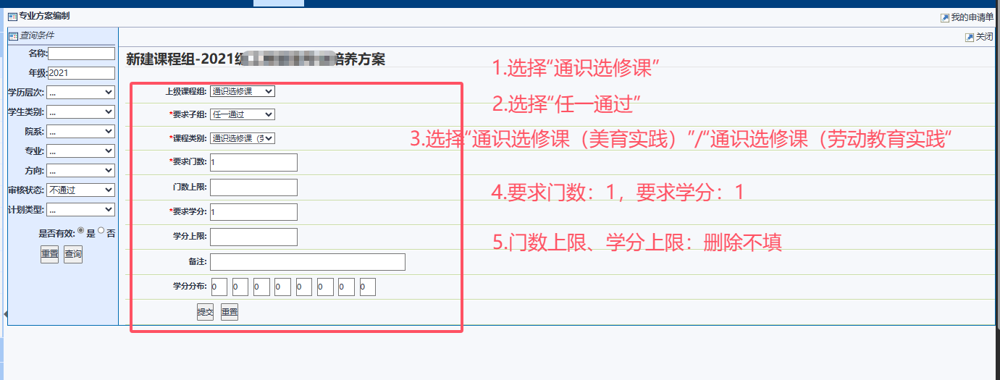 专业方案编制
我的申请单
查询条件
关闭
名称:
年级:2021
学历层次: ...
学生类别: ...
院系: ...
专业: ...
方向: ...
审核状态: 不通过
计划类型: ...
是否有效: 是 否
重置 查询
新建课程组-2021级 培养方案
上级课程组: 通识选修课
*要求子组: 任一通过
*课程类别: 通识选修课（劳
*要求门数: 1
门数上限:
*要求学分: 1
学分上限:
备注:
学分分布: 0 0 0 0 0 0 0 0
提交 重置
1.选择“通识选修课”
2.选择“任一通过”
3.选择“通识选修课（美育实践）”/“通识选修课（劳动教育实践“
4.要求门数：1，要求学分：1
5.门数上限、学分上限：删除不填